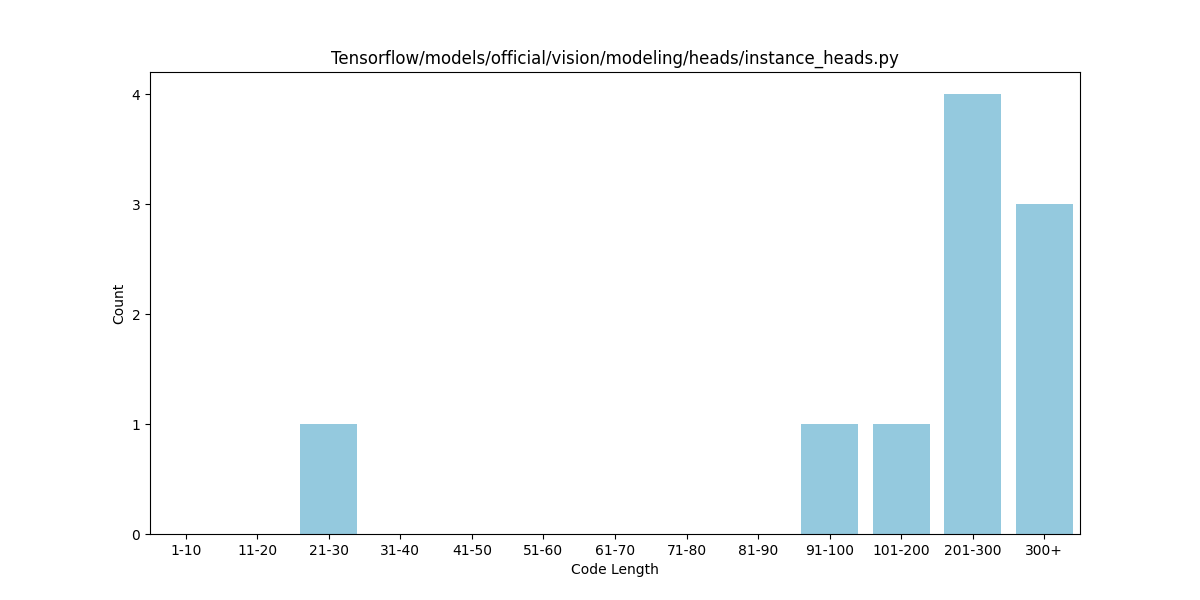 Tensorflow/models/official/vision/modeling/heads/instance_heads.py
4
3
2
1
0
Count
1-10 11-20 21-30 31-40 41-50 51-60 61-70 71-80 81-90 91-100 101-200 201-300 300+
Code Length